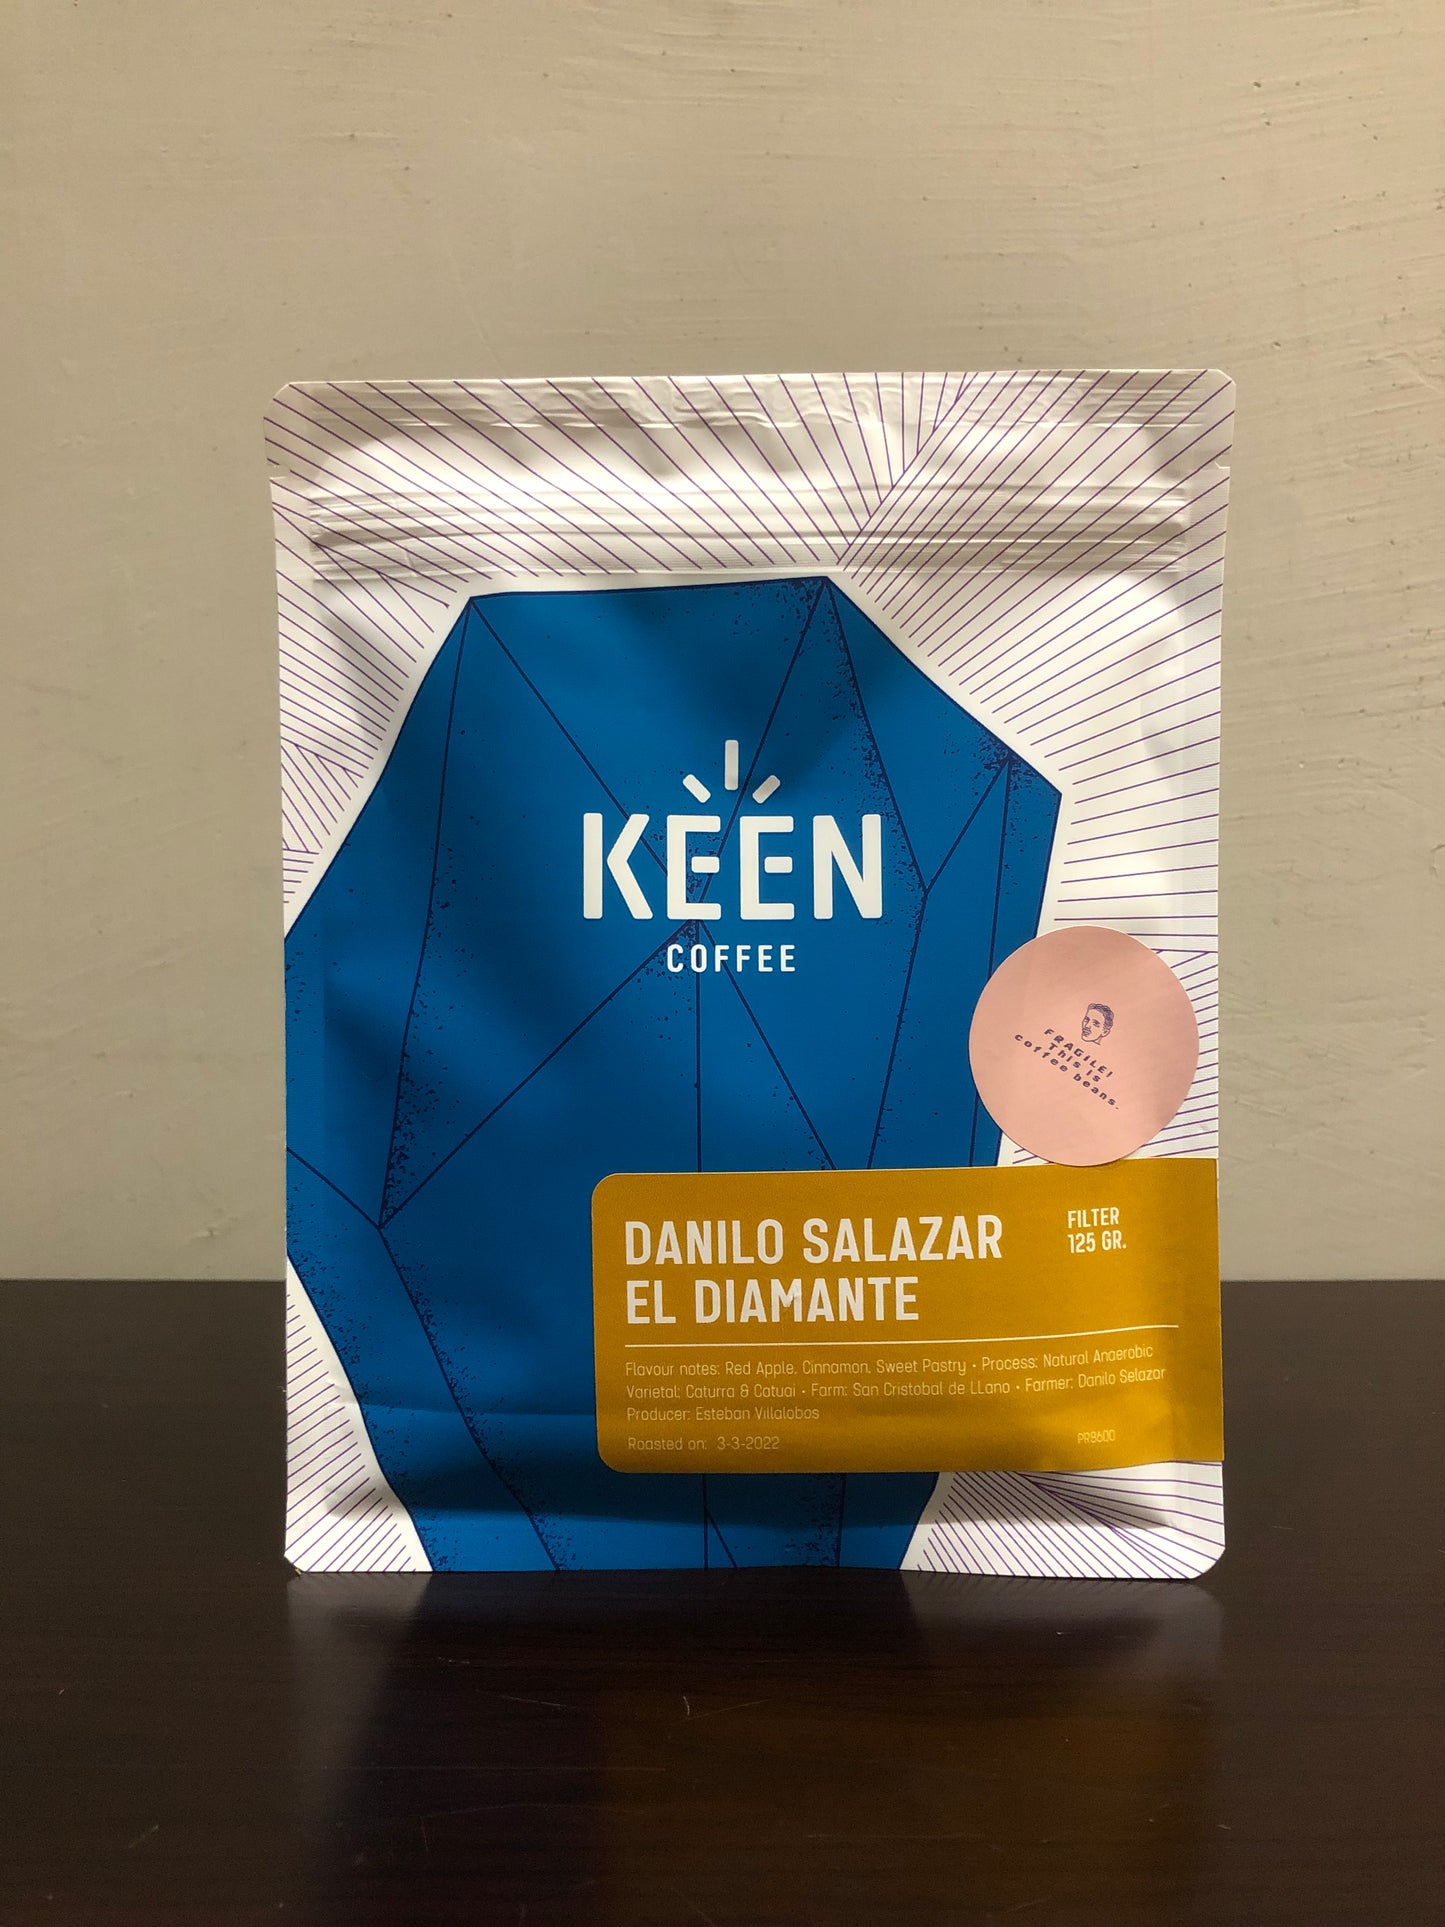 KEEN
COFFEE
FRAGILE!
This is
coffee beans.
DANILO SALAZAR
EL DIAMANTE
FILTER
125 GR.
Flavour notes: Red Apple, Cinnamon, Sweet Pastry • Process: Natural Anaerobic
Varietal: Caturra & Catuai • Farm: San Cristobal de LLano • Farmer: Danilo Selazar
Producer: Esteban Villalobos
Roasted on: 3-3-2022
PR8600